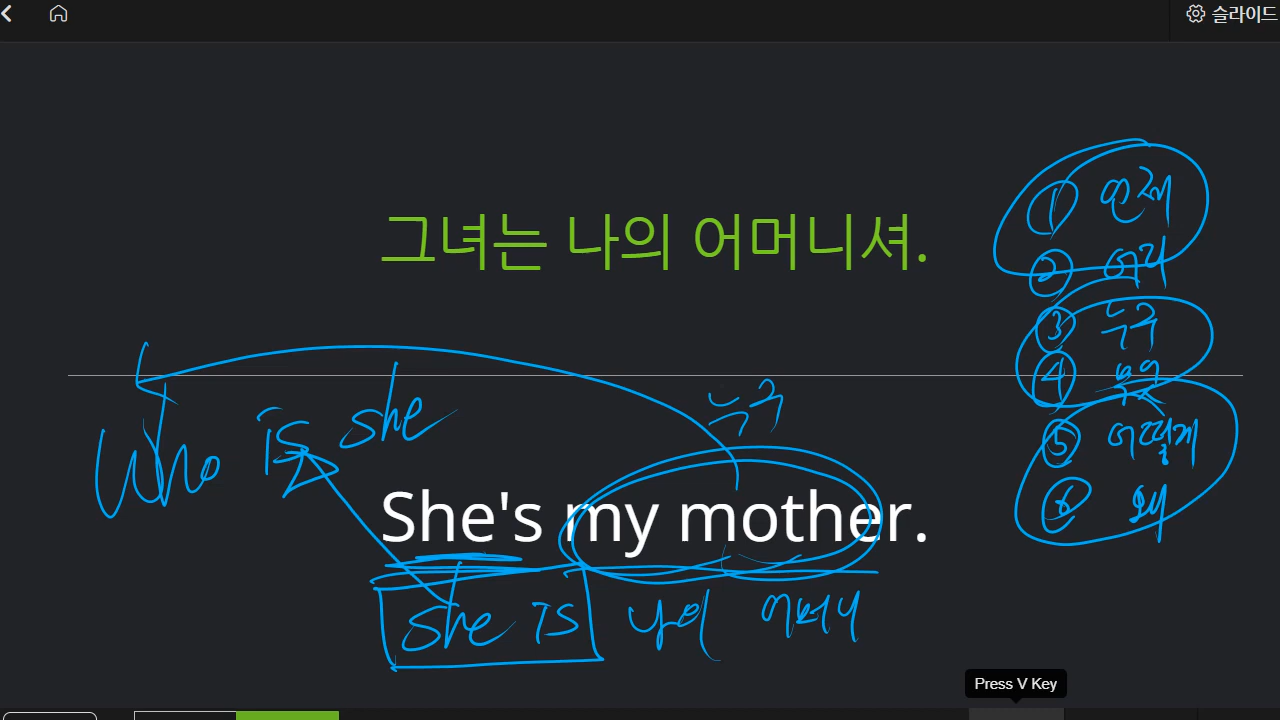 슬라이드
그녀는 나의 어머니셔.
① 언제
② 어디
③ 누구
④ 무엇
⑤ 어떻게
⑥ 왜
누구
Who is she
She's my mother.
She is 나의 어머니
Press V Key